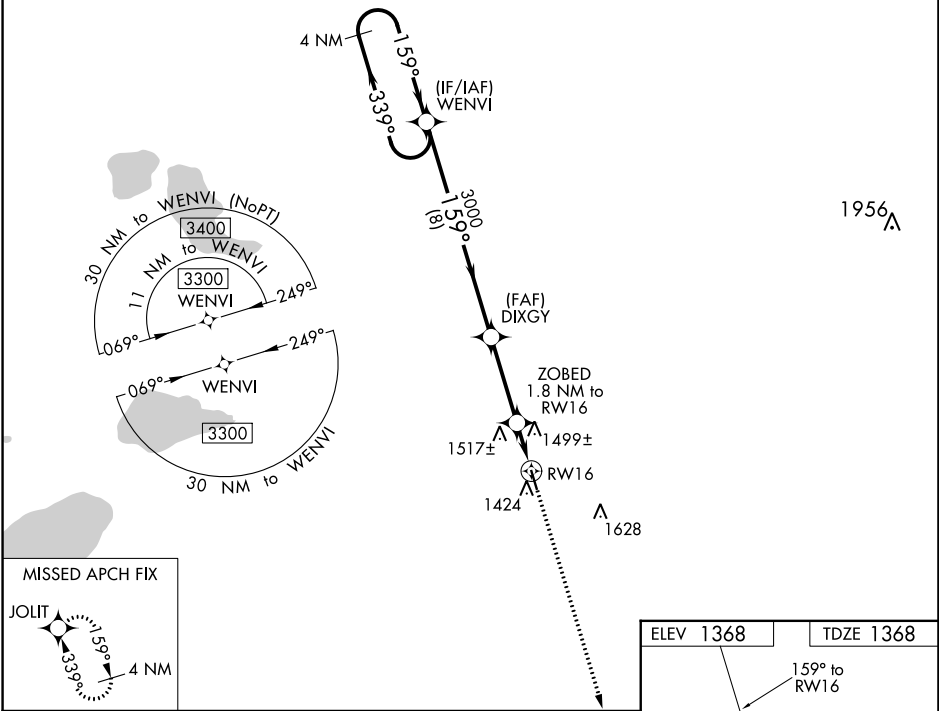 4 NM
159°
339°
(IF/IAF)
WENVI
3000
159°
(8)
1956
30 NM to WENVI (NoPT)
3400
11 NM to WENVI
3300
WENVI
249°
069°
249°
069°
WENVI
3300
30 NM to WENVI
(FAF)
DIXGY
ZOBED
1.8 NM to
RW16
1517±
1499±
RW16
1424
1628
MISSED APCH FIX
JOLIT
159°
339°
4 NM
ELEV 1368
TDZE 1368
159° to
RW16